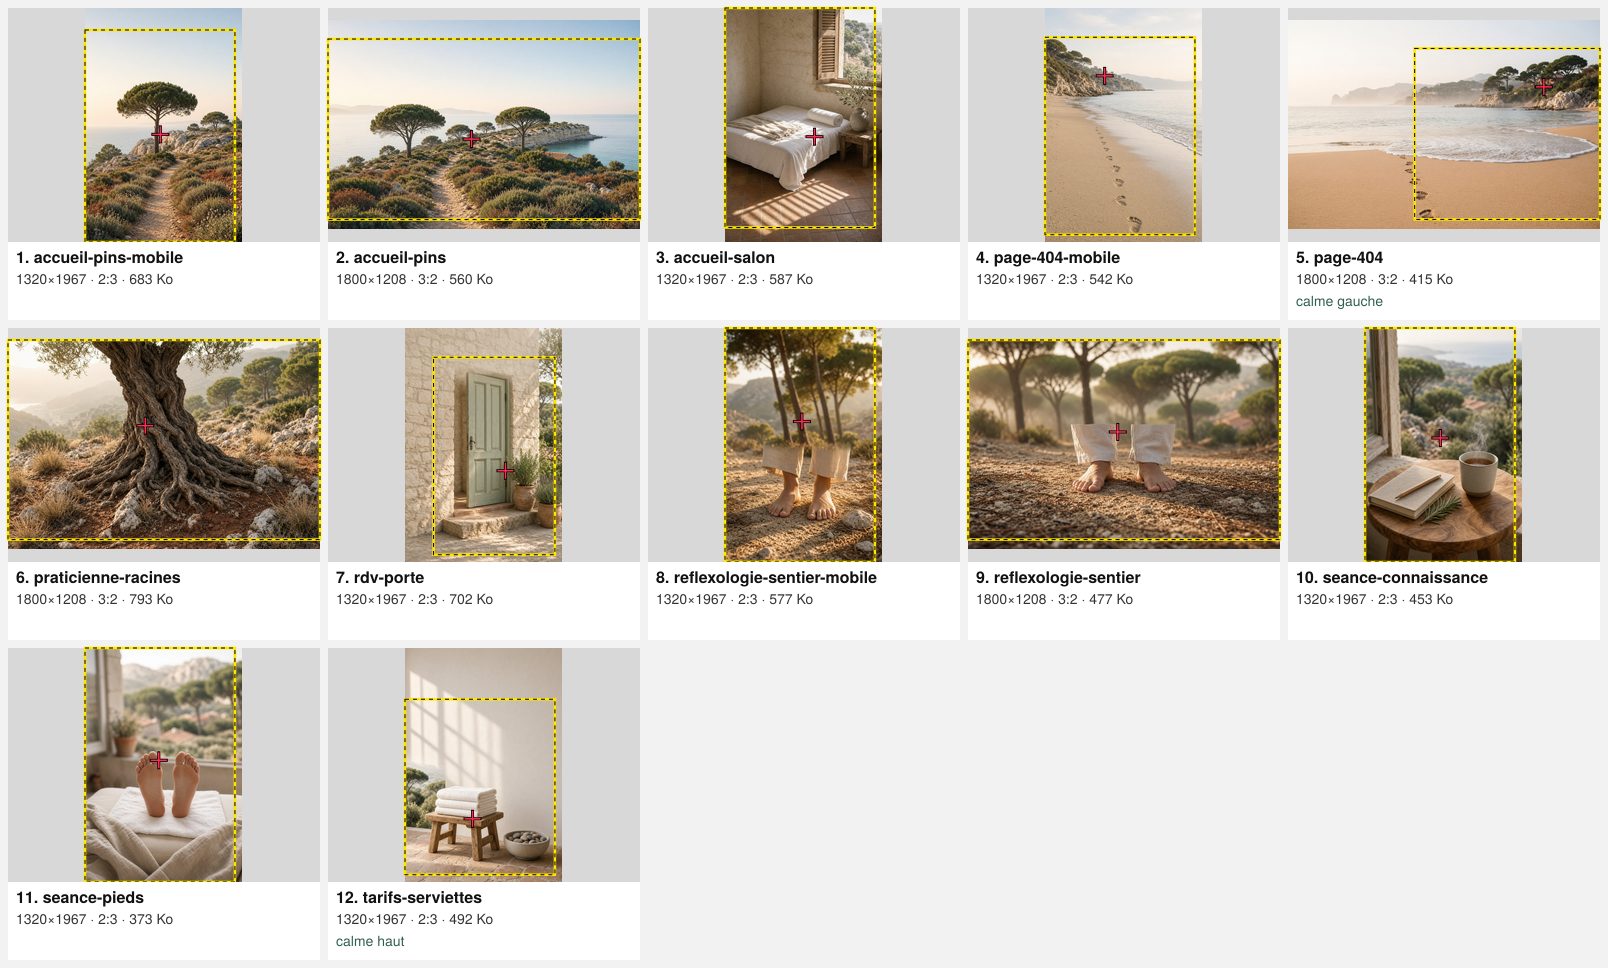 1. accueil-pins-mobile
1320×1967 · 2:3 · 683 Ko
2. accueil-pins
1800×1208 · 3:2 · 560 Ko
3. accueil-salon
1320×1967 · 2:3 · 587 Ko
4. page-404-mobile
1320×1967 · 2:3 · 542 Ko
5. page-404
1800×1208 · 3:2 · 415 Ko
calme gauche
6. praticienne-racines
1800×1208 · 3:2 · 793 Ko
7. rdv-porte
1320×1967 · 2:3 · 702 Ko
8. reflexologie-sentier-mobile
1320×1967 · 2:3 · 577 Ko
9. reflexologie-sentier
1800×1208 · 3:2 · 477 Ko
10. seance-connaissance
1320×1967 · 2:3 · 453 Ko
11. seance-pieds
1320×1967 · 2:3 · 373 Ko
12. tarifs-serviettes
1320×1967 · 2:3 · 492 Ko
calme haut